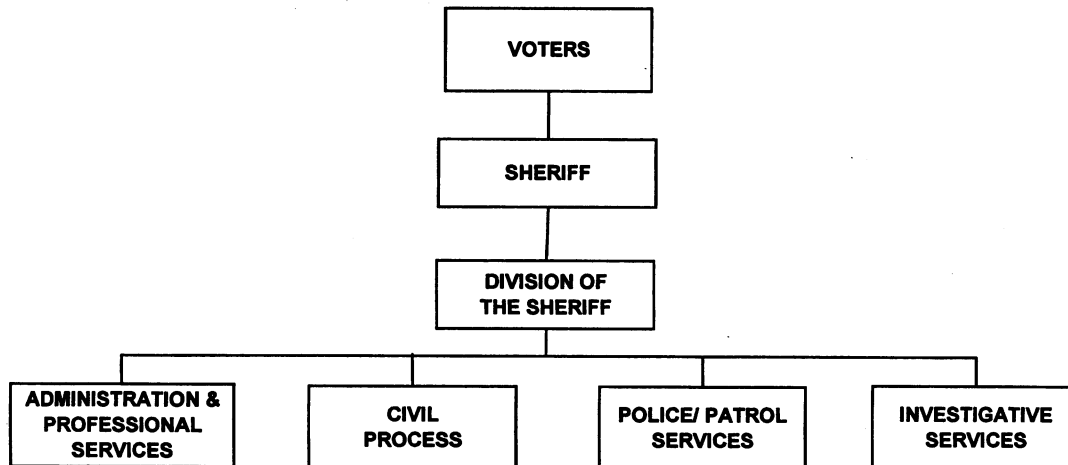 VOTERS
SHERIFF
DIVISION OF
THE SHERIFF
ADMINISTRATION &
PROFESSIONAL
SERVICES
CIVIL
PROCESS
POLICE/ PATROL
SERVICES
INVESTIGATIVE
SERVICES